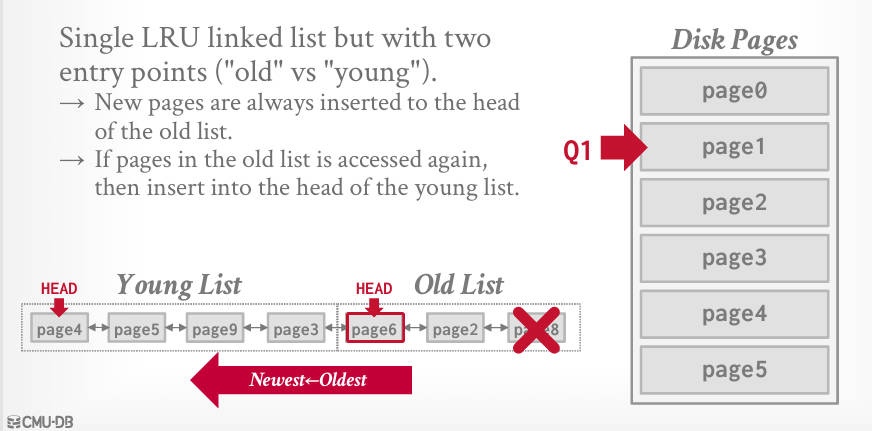 Single LRU linked list but with two
entry points ("old" vs "young").
→ New pages are always inserted to the head
of the old list.
→ If pages in the old list is accessed again,
then insert into the head of the young list.
Disk Pages
page0
Q1
page1
page2
page3
page4
page5
Young List
Old List
HEAD
HEAD
page4
page5
page9
page3
page6
page2
Newest←Oldest
CMU·DB